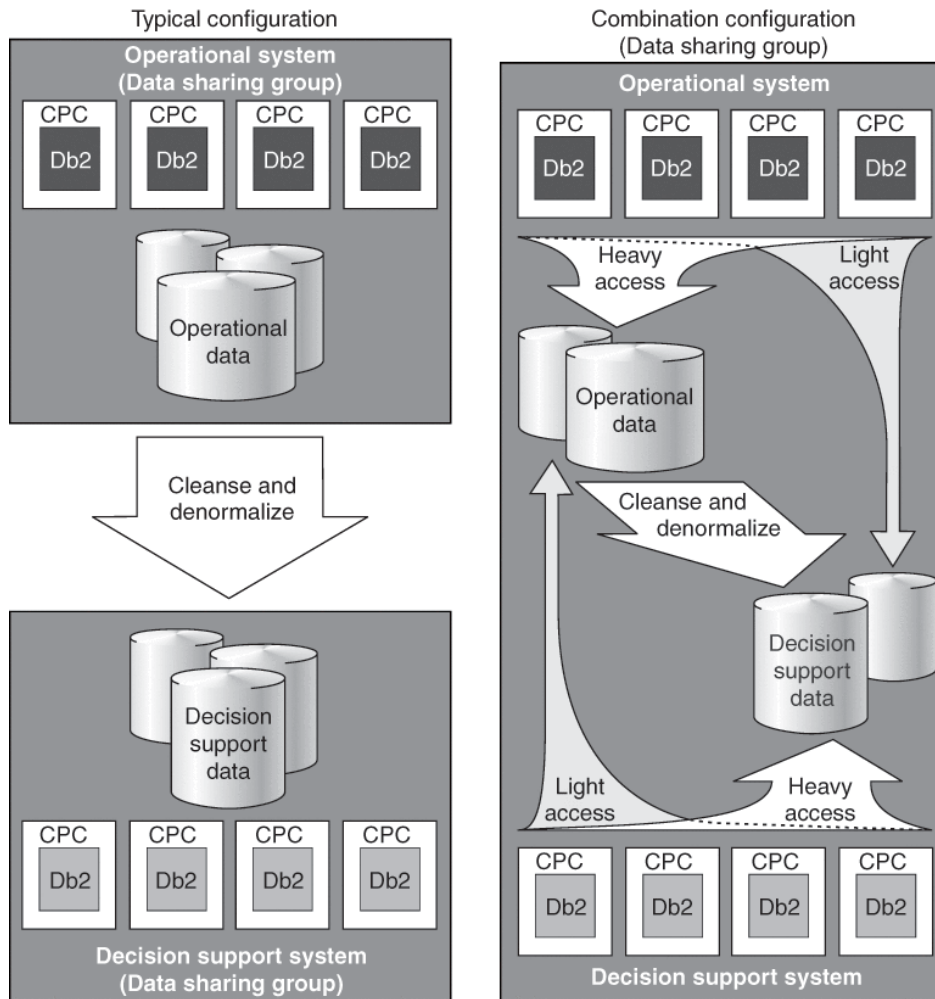 Typical configuration
Operational system
(Data sharing group)
CPC
CPC
CPC
CPC
Db2
Db2
Db2
Db2
Operational
data
Cleanse and
denormalize
Decision
support
data
CPC
CPC
CPC
CPC
Db2
Db2
Db2
Db2
Decision support system
(Data sharing group)
Combination configuration
(Data sharing group)
Operational system
CPC
CPC
CPC
CPC
Db2
Db2
Db2
Db2
Heavy
access
Light
access
Operational
data
Cleanse and
denormalize
Decision
support
data
Light
access
Heavy
access
CPC
CPC
CPC
CPC
Db2
Db2
Db2
Db2
Decision support system